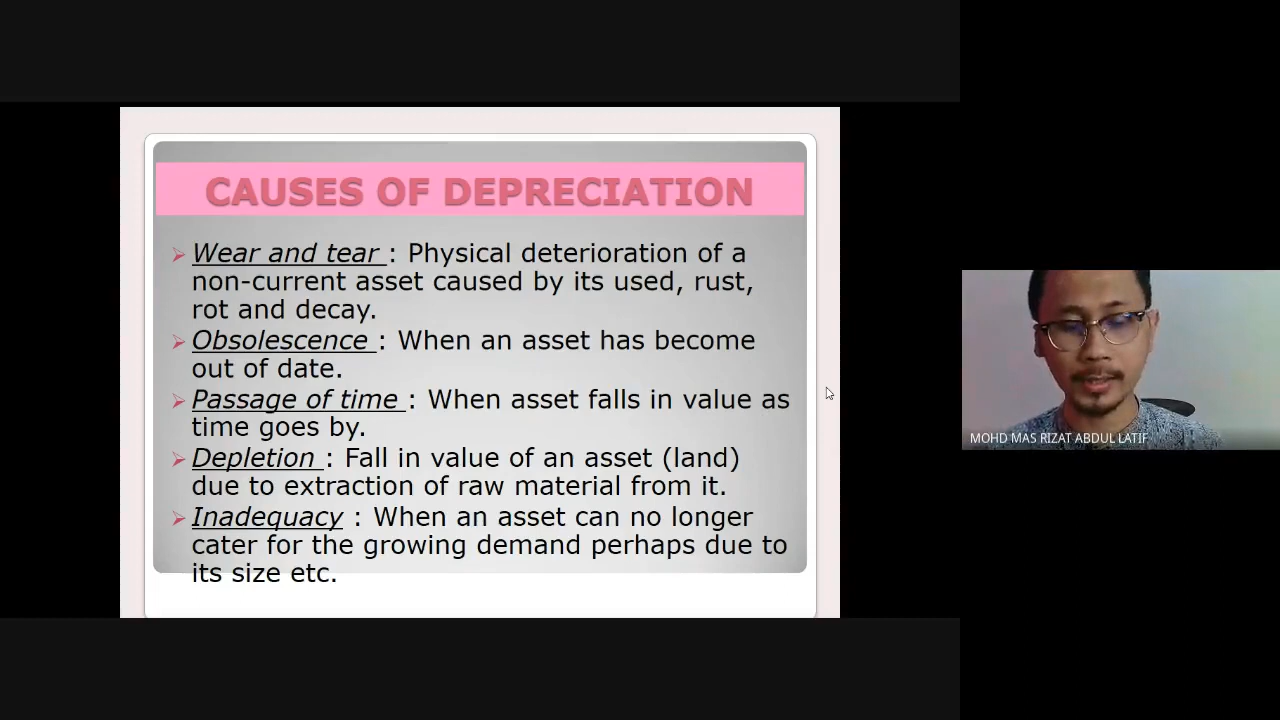 CAUSES OF DEPRECIATION
Wear and tear : Physical deterioration of a
non-current asset caused by its used, rust,
rot and decay.
Obsolescence : When an asset has become
out of date.
Passage of time : When asset falls in value as
time goes by.
Depletion : Fall in value of an asset (land)
due to extraction of raw material from it.
Inadequacy : When an asset can no longer
cater for the growing demand perhaps due to
its size etc.
MOHD MAS RIZAT ABDUL LATIF